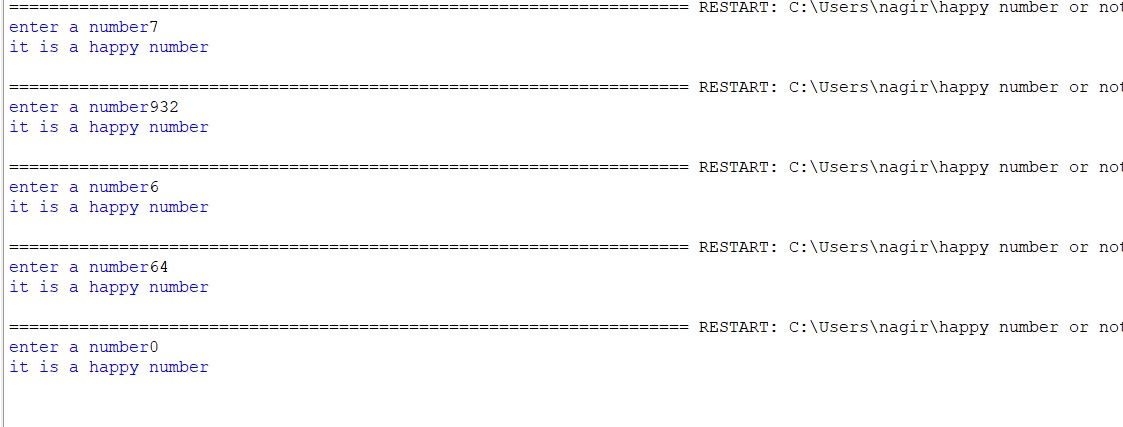 ==================================================================== RESTART: C:\Users\nagir\happy number or not
enter a number7
it is a happy number
==================================================================== RESTART: C:\Users\nagir\happy number or not
enter a number932
it is a happy number
==================================================================== RESTART: C:\Users\nagir\happy number or not
enter a number6
it is a happy number
==================================================================== RESTART: C:\Users\nagir\happy number or not
enter a number64
it is a happy number
==================================================================== RESTART: C:\Users\nagir\happy number or not
enter a number0
it is a happy number